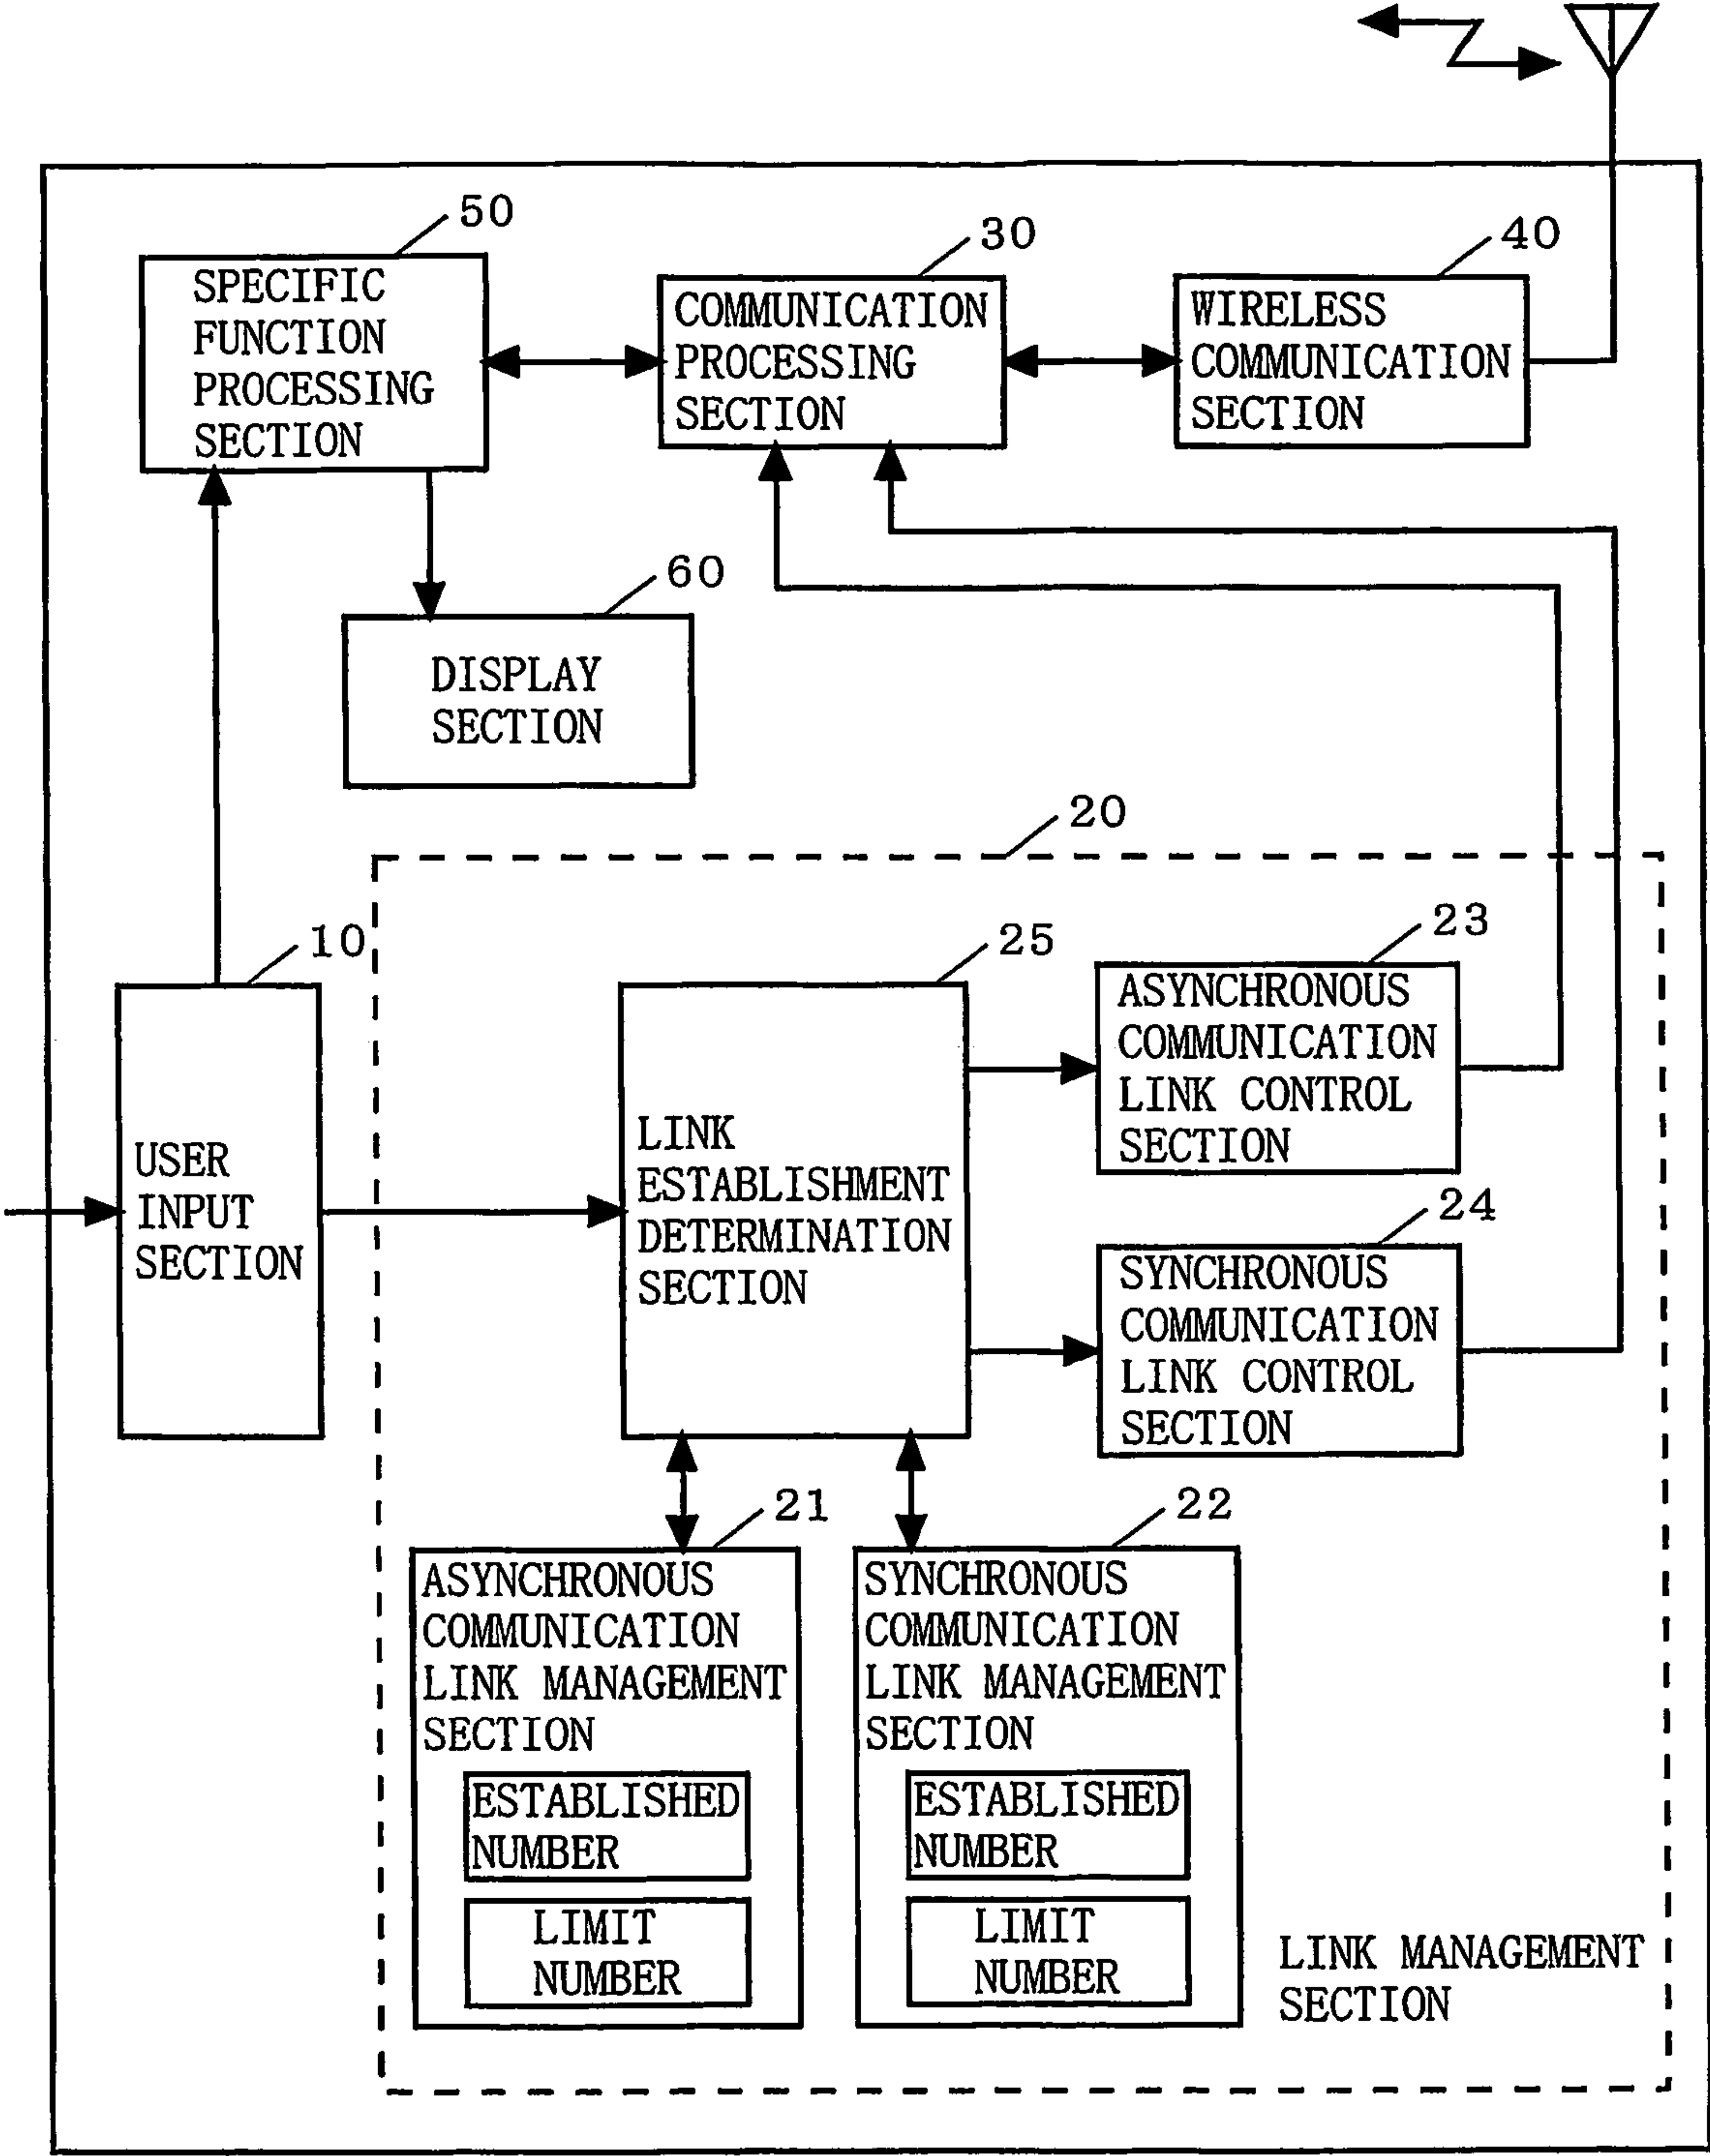 50
SPECIFIC
FUNCTION
PROCESSING
SECTION
30
COMMUNICATION
PROCESSING
SECTION
40
WIRELESS
COMMUNICATION
SECTION
60
DISPLAY
SECTION
20
10
USER
INPUT
SECTION
25
LINK
ESTABLISHMENT
DETERMINATION
SECTION
23
ASYNCHRONOUS
COMMUNICATION
LINK CONTROL
SECTION
24
SYNCHRONOUS
COMMUNICATION
LINK CONTROL
SECTION
21
ASYNCHRONOUS
COMMUNICATION
LINK MANAGEMENT
SECTION
ESTABLISHED
NUMBER
LIMIT
NUMBER
22
SYNCHRONOUS
COMMUNICATION
LINK MANAGEMENT
SECTION
ESTABLISHED
NUMBER
LIMIT
NUMBER
LINK MANAGEMENT
SECTION